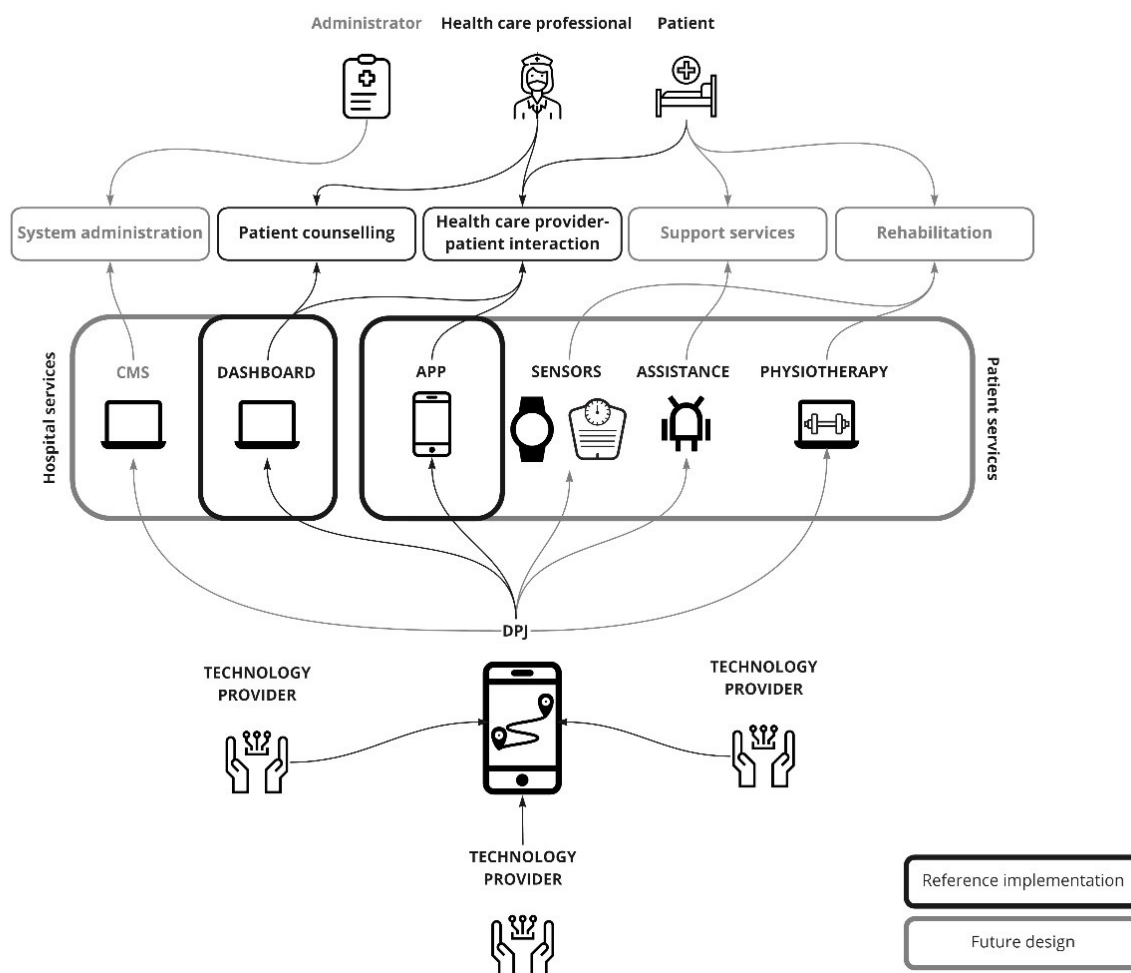 Administrator
Health care professional
Patient
System administration
Patient counselling
Health care provider-
patient interaction
Support services
Rehabilitation
Hospital services
CMS
DASHBOARD
APP
SENSORS
ASSISTANCE
PHYSIOTHERAPY
Patient services
DPJ
TECHNOLOGY
PROVIDER
TECHNOLOGY
PROVIDER
TECHNOLOGY
PROVIDER
Reference implementation
Future design